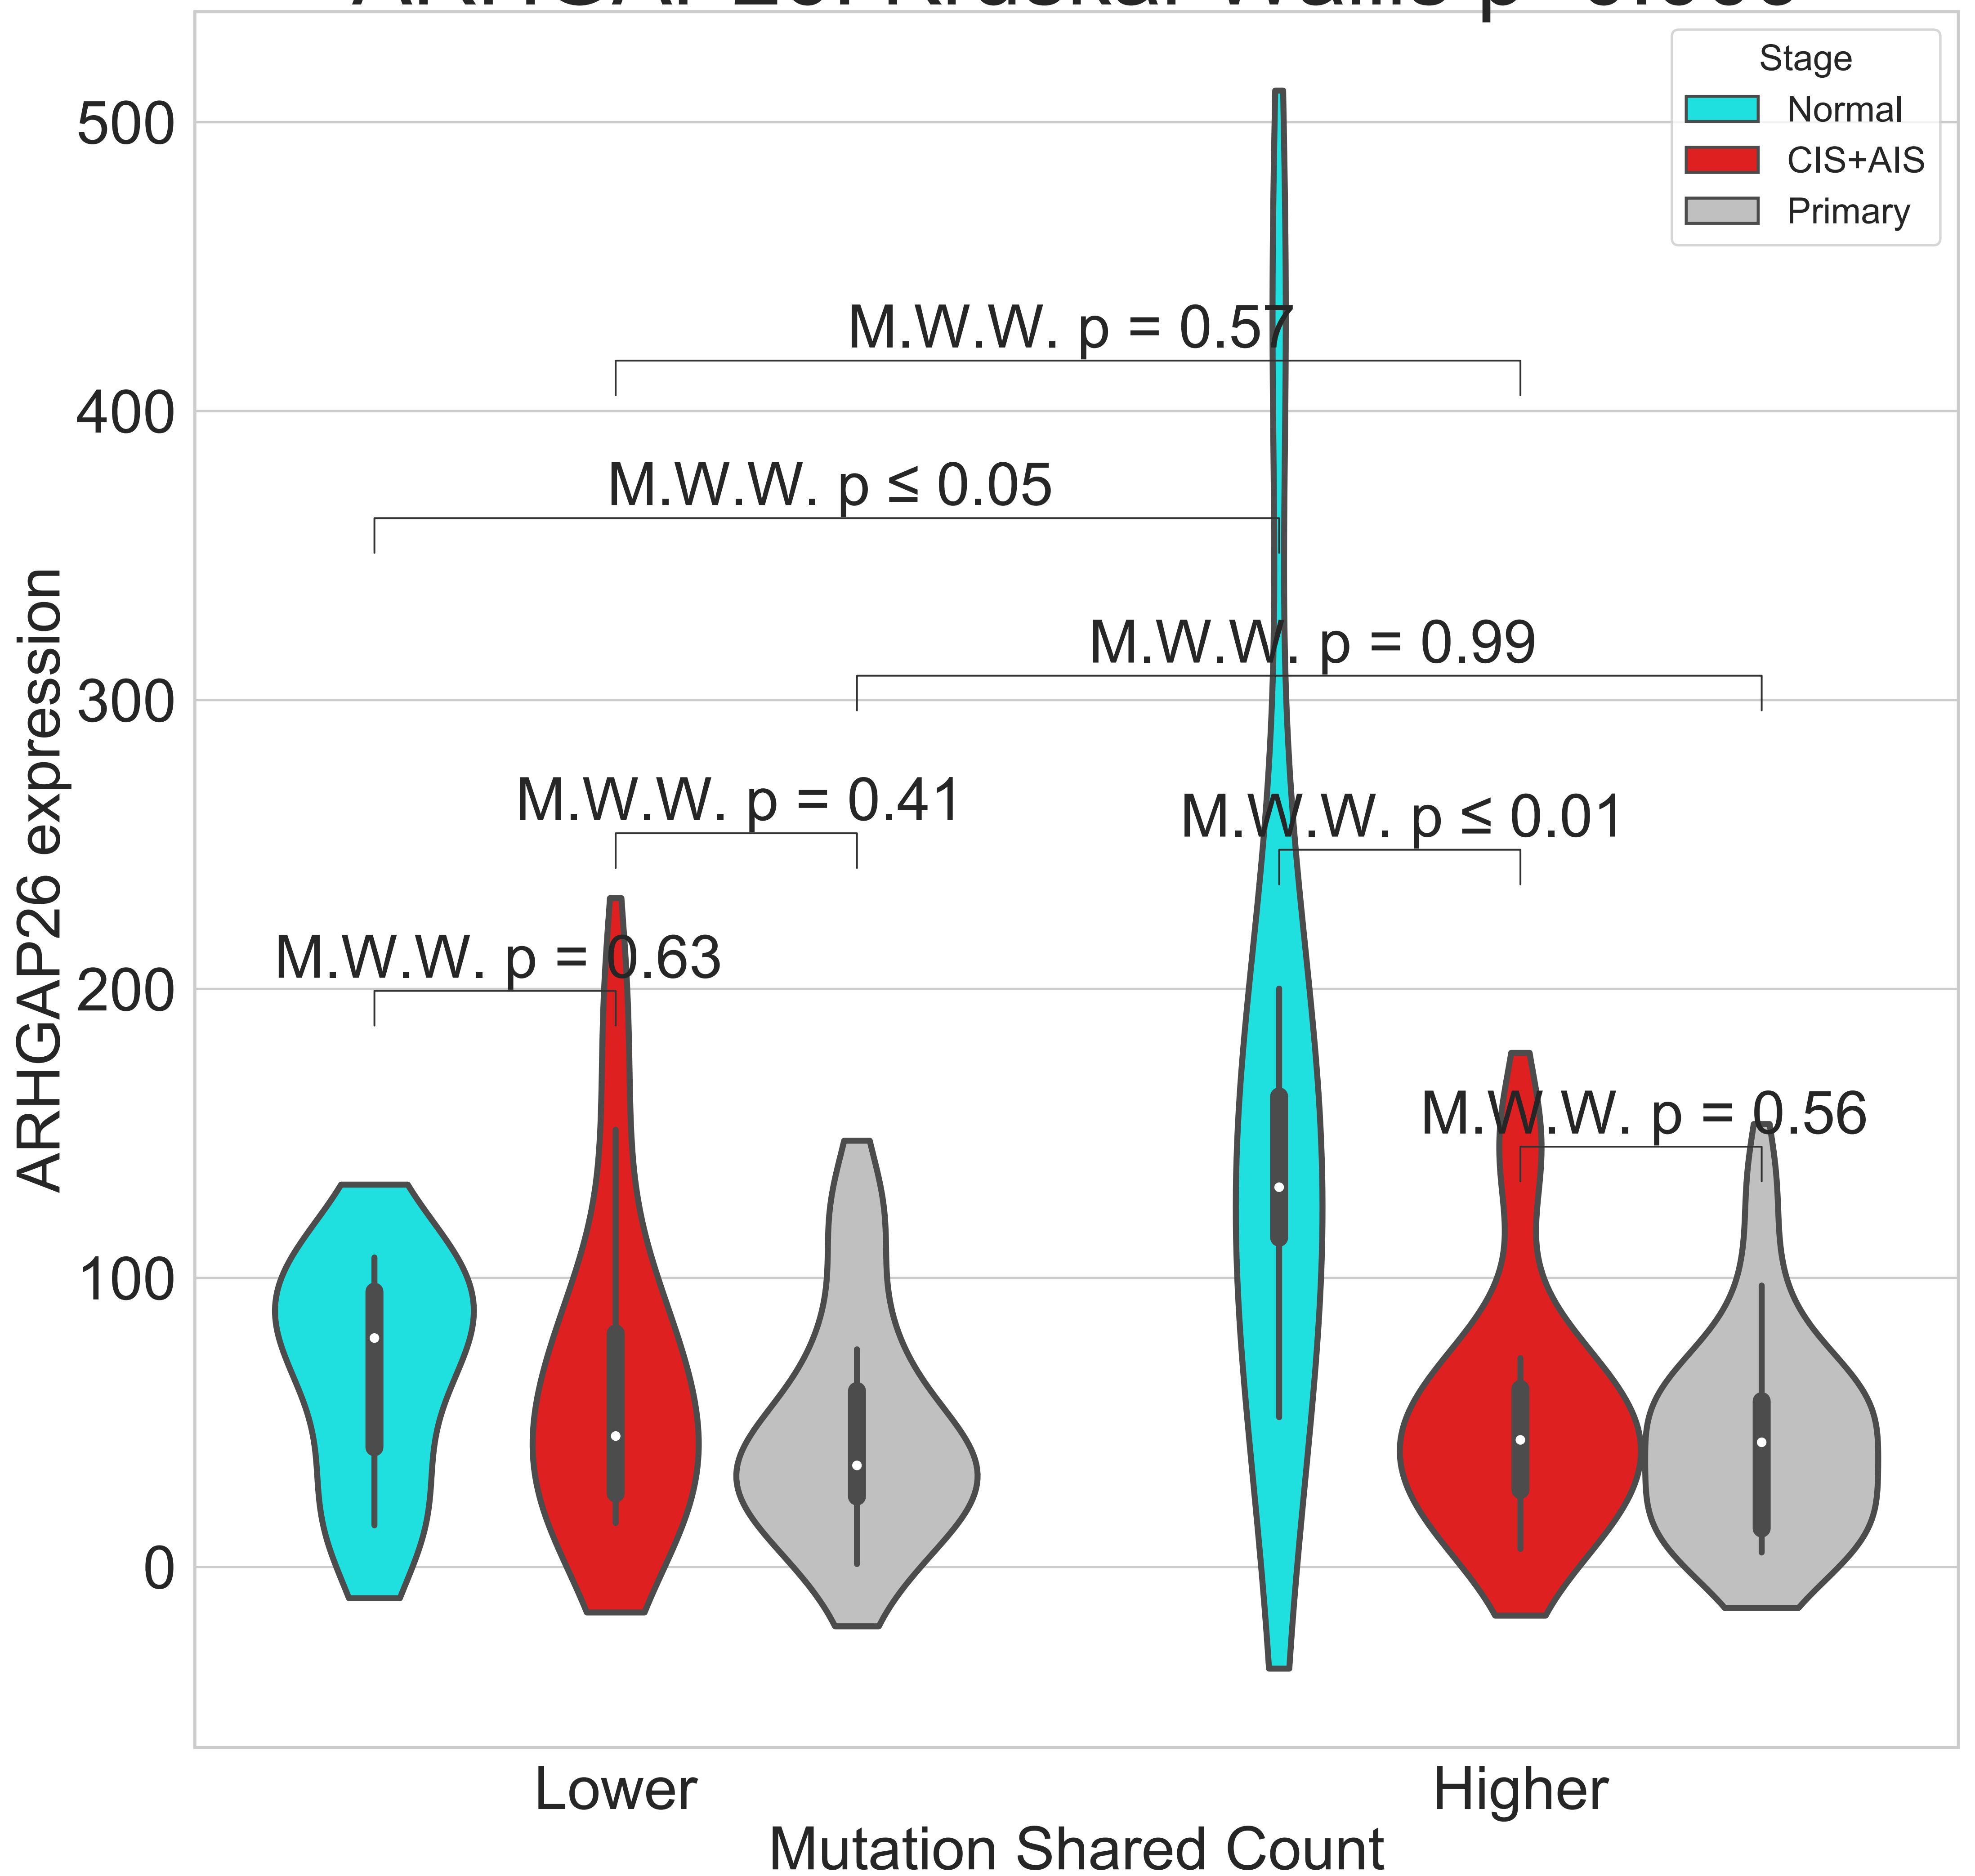 Stage
Normal
CIS+AIS
Primary
500
400
300
200
100
0
ARHGAP26 expression
M.W.W. p = 0.57
M.W.W. p ≤ 0.05
M.W.W. p = 0.99
M.W.W. p = 0.41
M.W.W. p ≤ 0.01
M.W.W. p = 0.63
M.W.W. p = 0.56
Lower
Higher
Mutation Shared Count